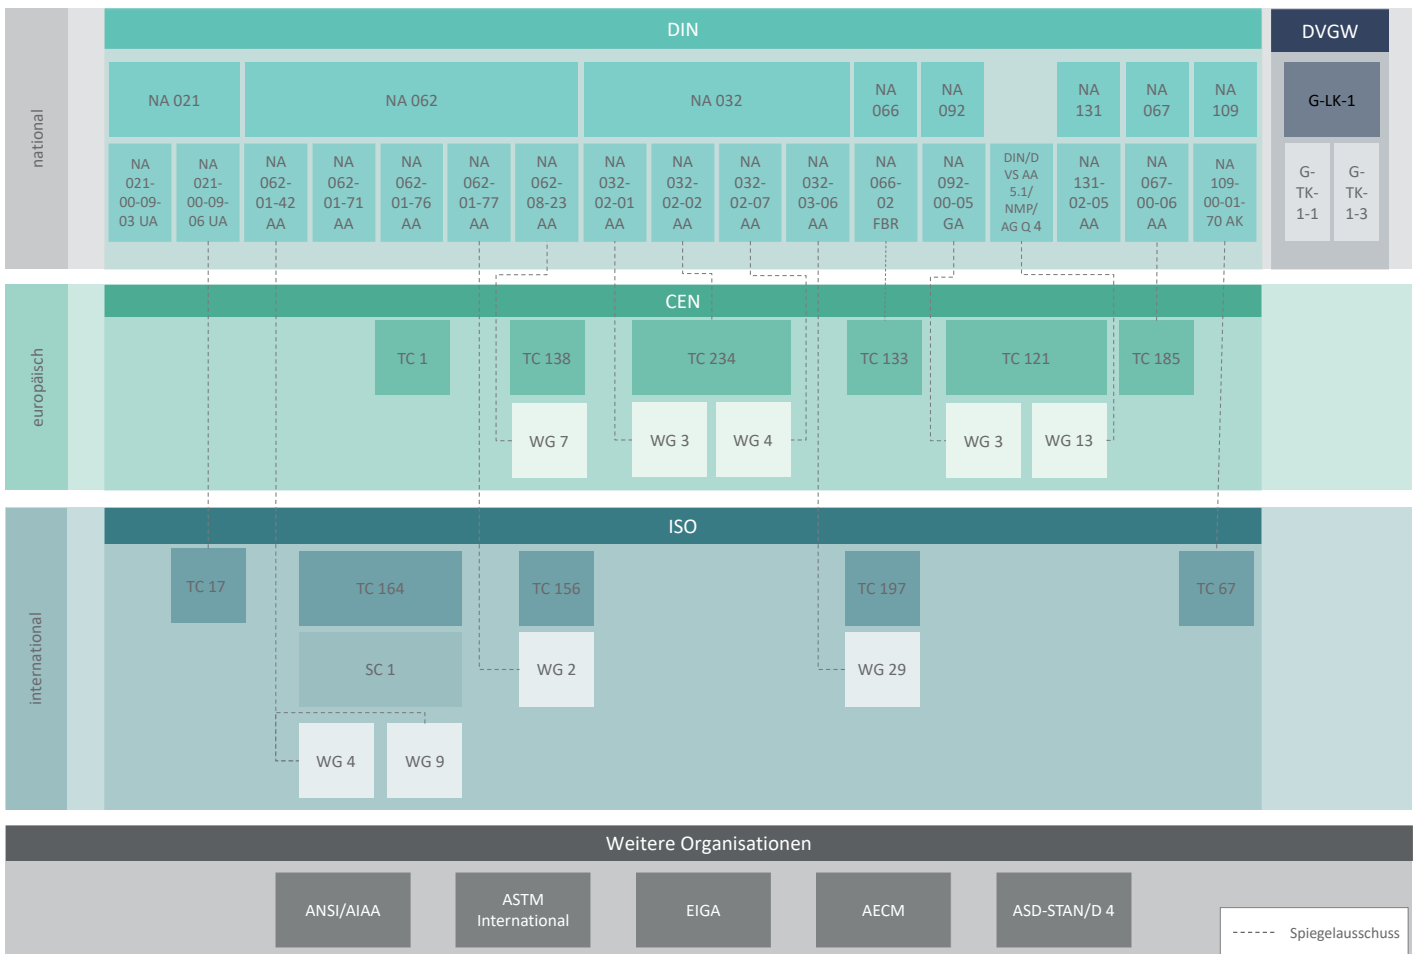 national
DIN
DVGW
NA 021
NA 062
NA 032
NA
066
NA
092
NA
131
NA
067
NA
109
G-LK-1
NA
021-
00-09-
03 UA
NA
021-
00-09-
06 UA
NA
062-
01-42
AA
NA
062-
01-71
AA
NA
062-
01-76
AA
NA
062-
01-77
AA
NA
062-
08-23
AA
NA
032-
02-01
AA
NA
032-
02-02
AA
NA
032-
02-07
AA
NA
032-
03-06
AA
NA
066-
02
FBR
NA
092-
00-05
GA
DIN/D
VS AA
5.1/
NMP/
AG Q 4
NA
131-
02-05
AA
NA
067-
00-06
AA
NA
109-
00-01-
70 AK
G-
TK-
1-1
G-
TK-
1-3
europäisch
CEN
TC 1
TC 138
TC 234
TC 133
TC 121
TC 185
WG 7
WG 3
WG 4
WG 3
WG 13
international
ISO
TC 17
TC 164
TC 156
TC 197
TC 67
SC 1
WG 2
WG 29
WG 4
WG 9
Weitere Organisationen
ANSI/AIAA
ASTM
International
EIGA
AECM
ASD-STAN/D 4
Spiegelausschuss